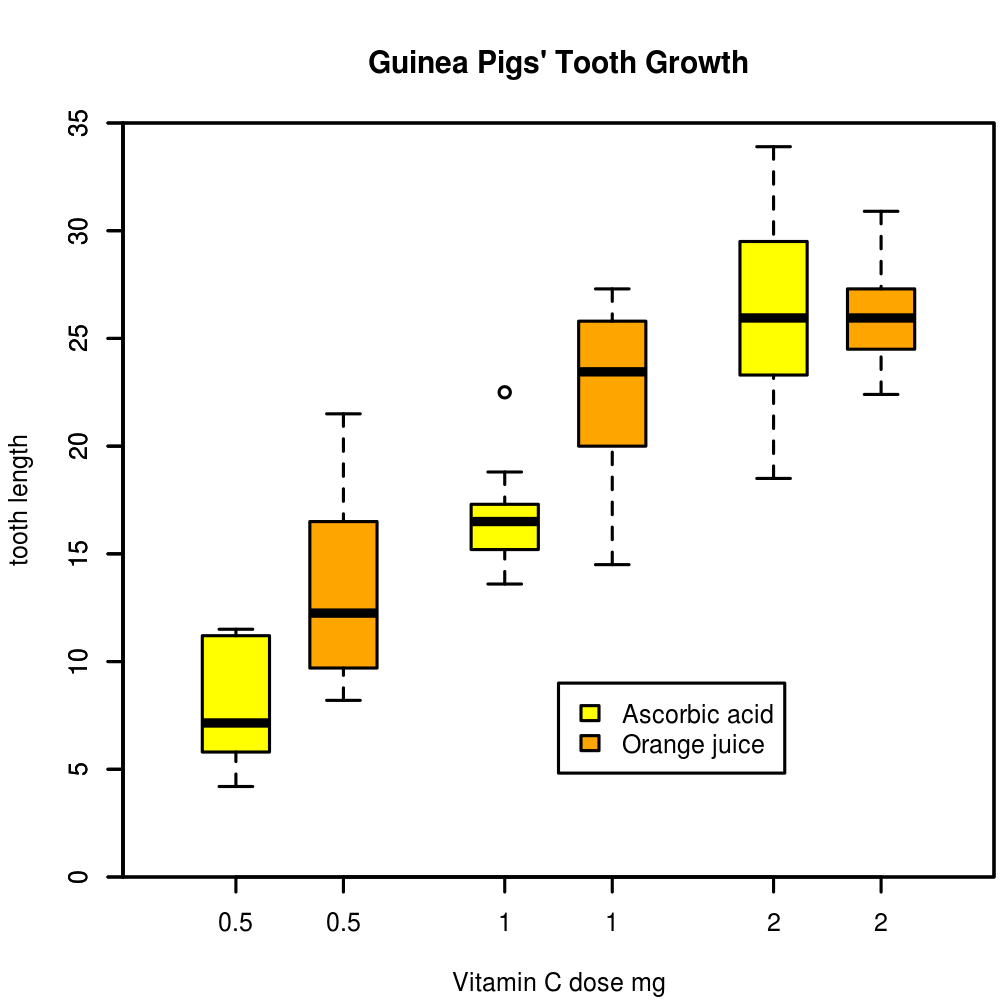 Guinea Pigs' Tooth Growth
35
30
25
20
15
10
5
0
tooth length
Ascorbic acid
Orange juice
0.5 0.5 1 1 2 2
Vitamin C dose mg